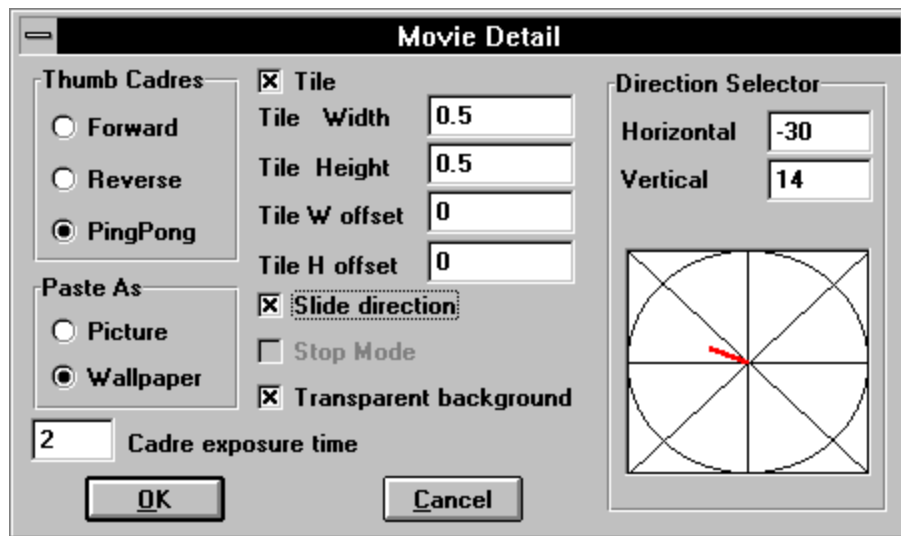 Movie Detail
Thumb Cadres
Forward
Reverse
PingPong
Paste As
Picture
Wallpaper
2 Cadre exposure time
Tile
Tile Width 0.5
Tile Height 0.5
Tile W offset 0
Tile H offset 0
Slide direction
Stop Mode
Transparent background
Direction Selector
Horizontal -30
Vertical 14
OK
Cancel